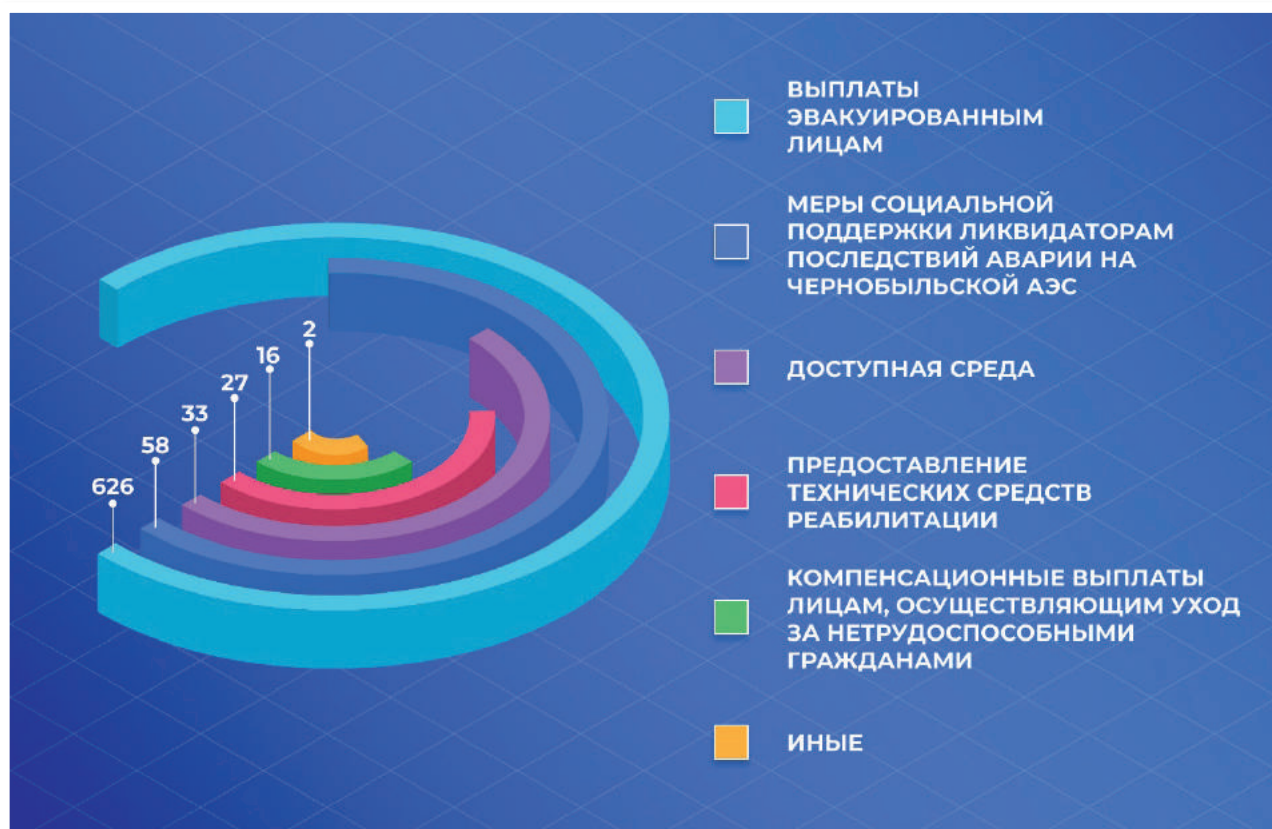 ВЫПЛАТЫ
ЭВАКУИРОВАННЫМ
ЛИЦАМ
МЕРЫ СОЦИАЛЬНОЙ
ПОДДЕРЖКИ ЛИКВИДАТОРАМ
ПОСЛЕДСТВИЙ АВАРИИ НА
ЧЕРНОБЫЛЬСКОЙ АЭС
ДОСТУПНАЯ СРЕДА
ПРЕДОСТАВЛЕНИЕ
ТЕХНИЧЕСКИХ СРЕДСТВ
РЕАБИЛИТАЦИИ
КОМПЕНСАЦИОННЫЕ ВЫПЛАТЫ
ЛИЦАМ, ОСУЩЕСТВЛЯЮЩИМ УХОД
ЗА НЕТРУДОСПОСОБНЫМИ
ГРАЖДАНАМИ
ИНЫЕ
2
16
27
33
58
626